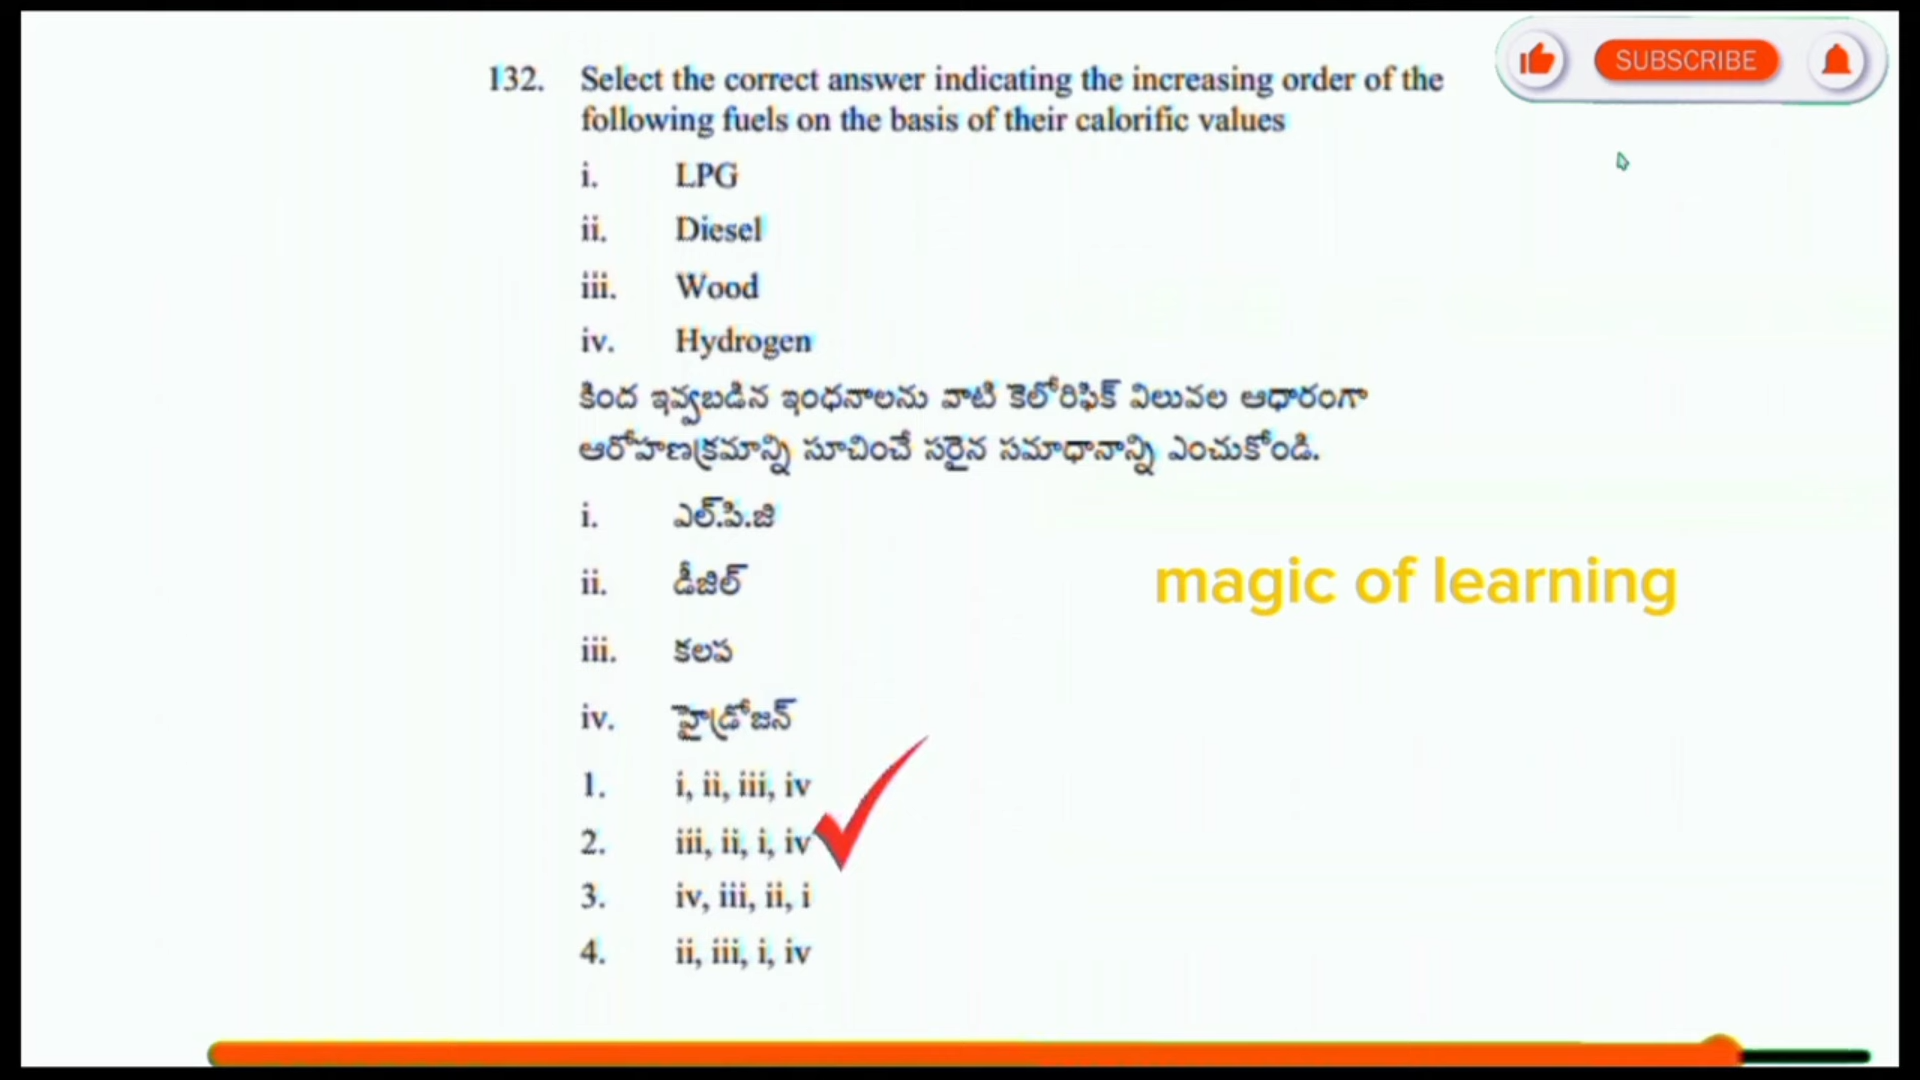 SUBSCRIBE
132. Select the correct answer indicating the increasing order of the
following fuels on the basis of their calorific values
i. LPG
ii. Diesel
iii. Wood
iv. Hydrogen
కింద ఇవ్వబడిన ఇంధనాలను వాటి కెలోరిఫిక్ విలువల ఆధారంగా
ఆరోహణక్రమాన్ని సూచించే సరైన సమాధానాన్ని ఎంచుకోండి.
i. ఎల్.పి.జి
ii. డీజిల్
iii. కలప
iv. హైడ్రోజన్
magic of learning
1. i, ii, iii, iv
2. iii, ii, i, iv
3. iv, iii, ii, i
4. ii, iii, i, iv